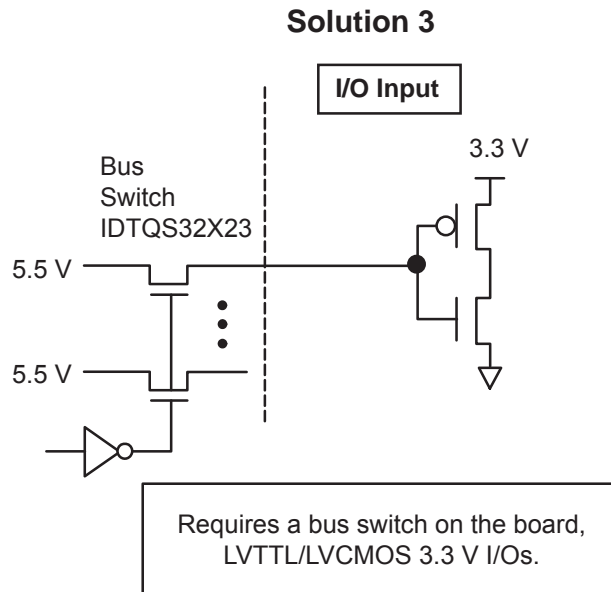 Solution 3
I/O Input
3.3 V
Bus
Switch
IDTQS32X23
5.5 V
5.5 V
Requires a bus switch on the board,
LVTTL/LVCMOS 3.3 V I/Os.